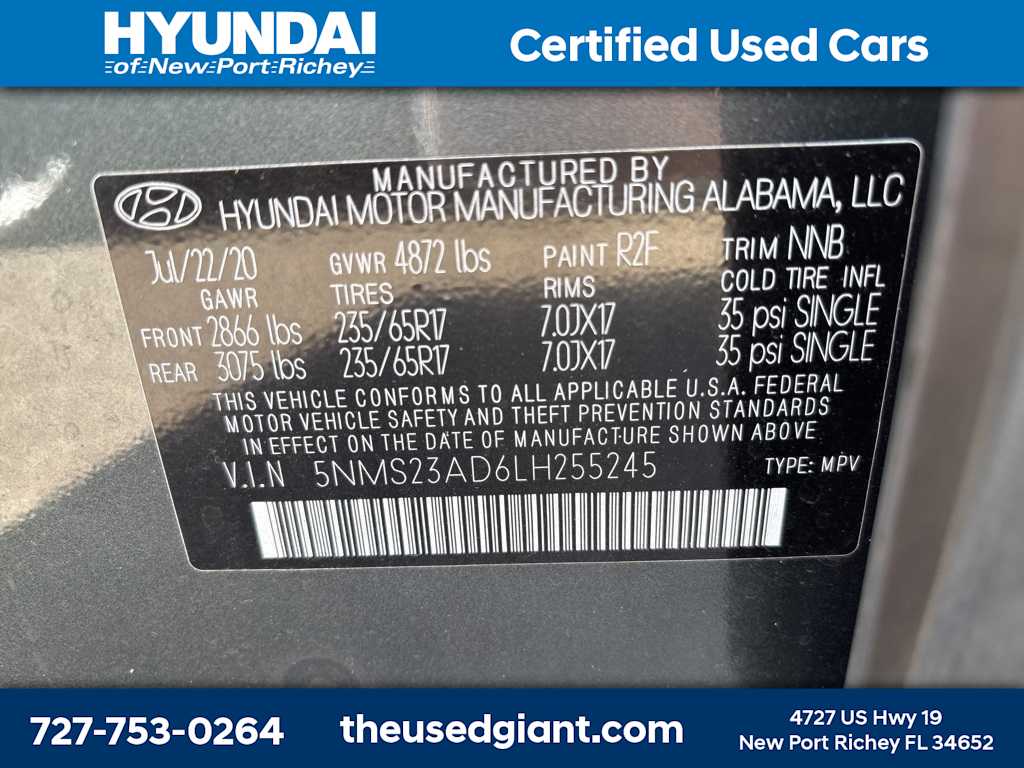 HYUNDAI
of New Port Richey
Certified Used Cars
MANUFACTURED BY
HYUNDAI MOTOR MANUFACTURING ALABAMA, LLC
Jul/22/20 GVWR 4872 lbs PAINT R2F TRIM NNB
GAWR TIRES RIMS COLD TIRE INFL
FRONT 2866 lbs 235/65R17 7.0JX17 35 psi SINGLE
REAR 3075 lbs 235/65R17 7.0JX17 35 psi SINGLE
THIS VEHICLE CONFORMS TO ALL APPLICABLE U.S.A. FEDERAL
MOTOR VEHICLE SAFETY AND THEFT PREVENTION STANDARDS
IN EFFECT ON THE DATE OF MANUFACTURE SHOWN ABOVE
V.I.N 5NMS23AD6LH255245 TYPE: MPV
727-753-0264
theusedgiant.com
4727 US Hwy 19
New Port Richey FL 34652